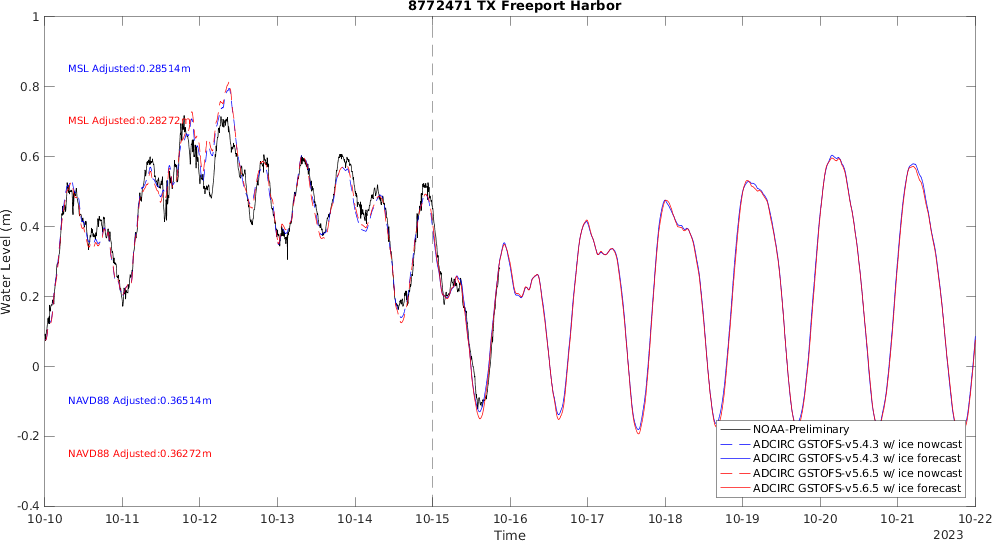 8772471 TX Freeport Harbor
1
0.8
0.6
0.4
0.2
0
-0.2
-0.4
Water Level (m)
MSL Adjusted:0.28514m
MSL Adjusted:0.28272m
NAVD88 Adjusted:0.36514m
NAVD88 Adjusted:0.36272m
NOAA-Preliminary
ADCIRC GSTOFS-v5.4.3 w/ ice nowcast
ADCIRC GSTOFS-v5.4.3 w/ ice forecast
ADCIRC GSTOFS-v5.6.5 w/ ice nowcast
ADCIRC GSTOFS-v5.6.5 w/ ice forecast
10-10 10-11 10-12 10-13 10-14 10-15 10-16 10-17 10-18 10-19 10-20 10-21 10-22
Time
2023